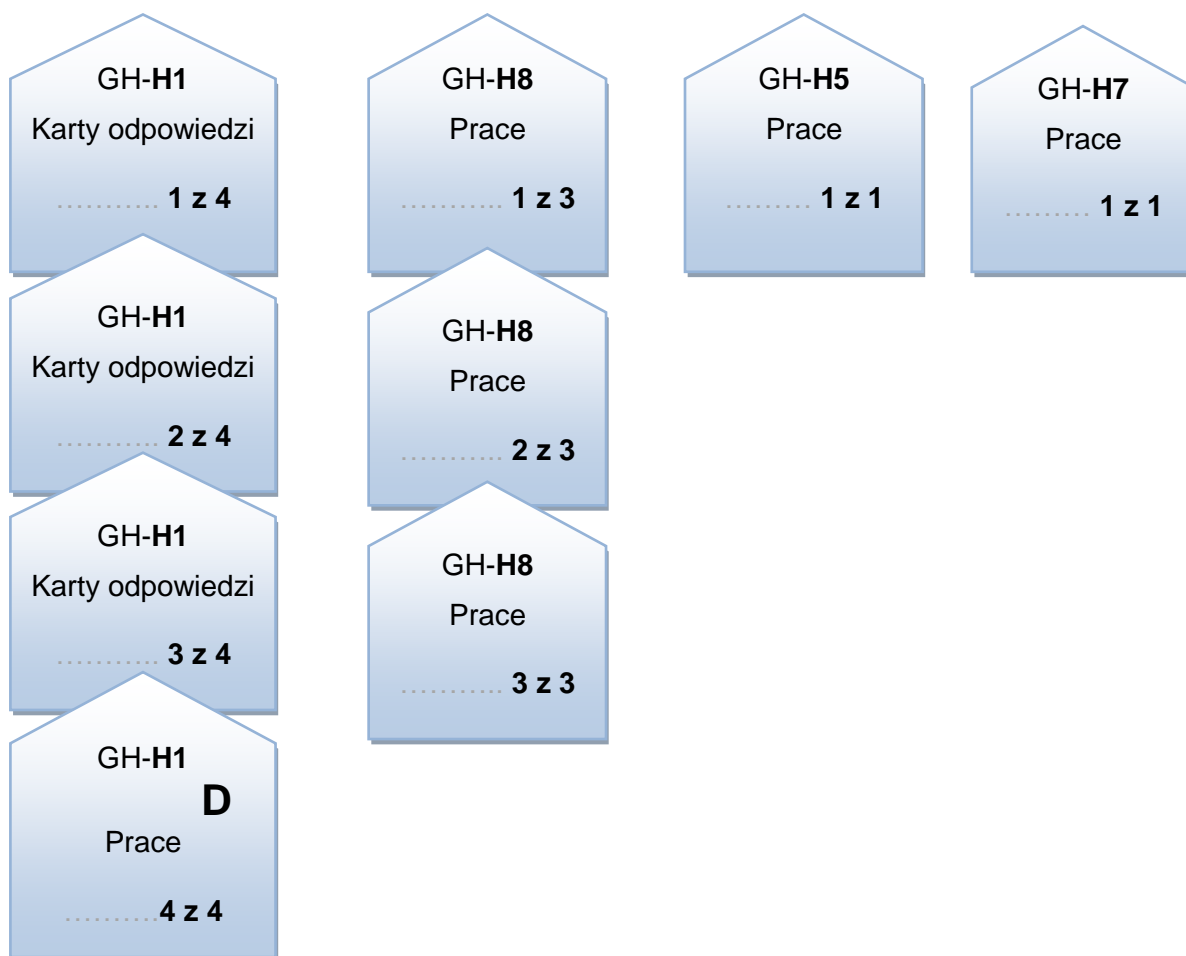 GH-H1
Karty odpowiedzi
........... 1 z 4
GH-H1
Karty odpowiedzi
........... 2 z 4
GH-H1
Karty odpowiedzi
........... 3 z 4
GH-H1
D
Prace
..........4 z 4
GH-H8
Prace
........... 1 z 3
GH-H8
Prace
........... 2 z 3
GH-H8
Prace
........... 3 z 3
GH-H5
Prace
......... 1 z 1
GH-H7
Prace
......... 1 z 1